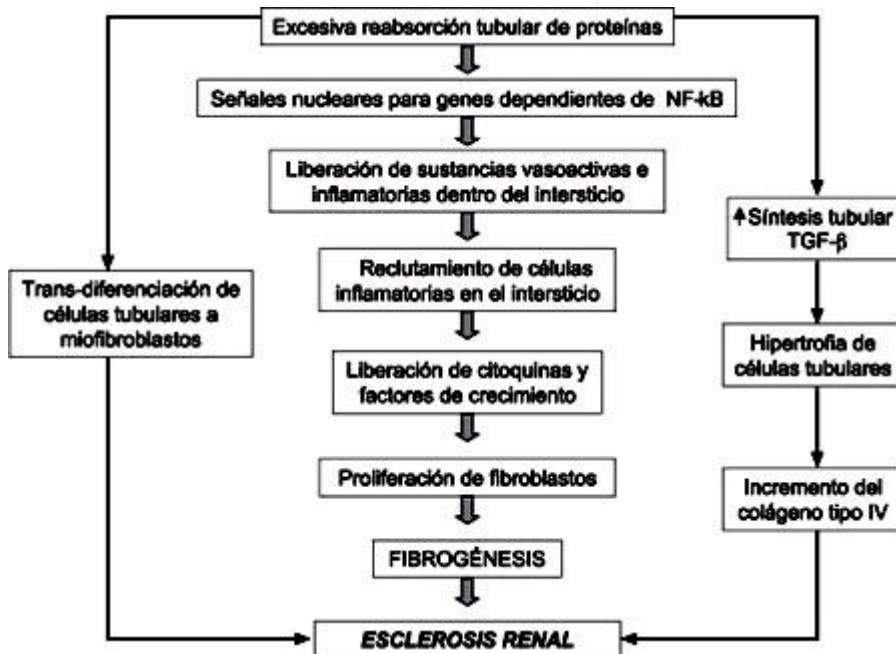 Excesiva reabsorción tubular de proteínas
Señales nucleares para genes dependientes de NF-kB
Liberación de sustancias vasoactivas e
inflamatorias dentro del intersticio
Reclutamiento de células
inflamatorias en el intersticio
Liberación de citoquinas y
factores de crecimiento
Proliferación de fibroblastos
FIBROGÉNESIS
Trans-diferenciación de
células tubulares a
miofibroblastos
↑Síntesis tubular
TGF-β
Hipertroña de
células tubulares
Incremento del
colágeno tipo IV
ESCLEROSIS RENAL